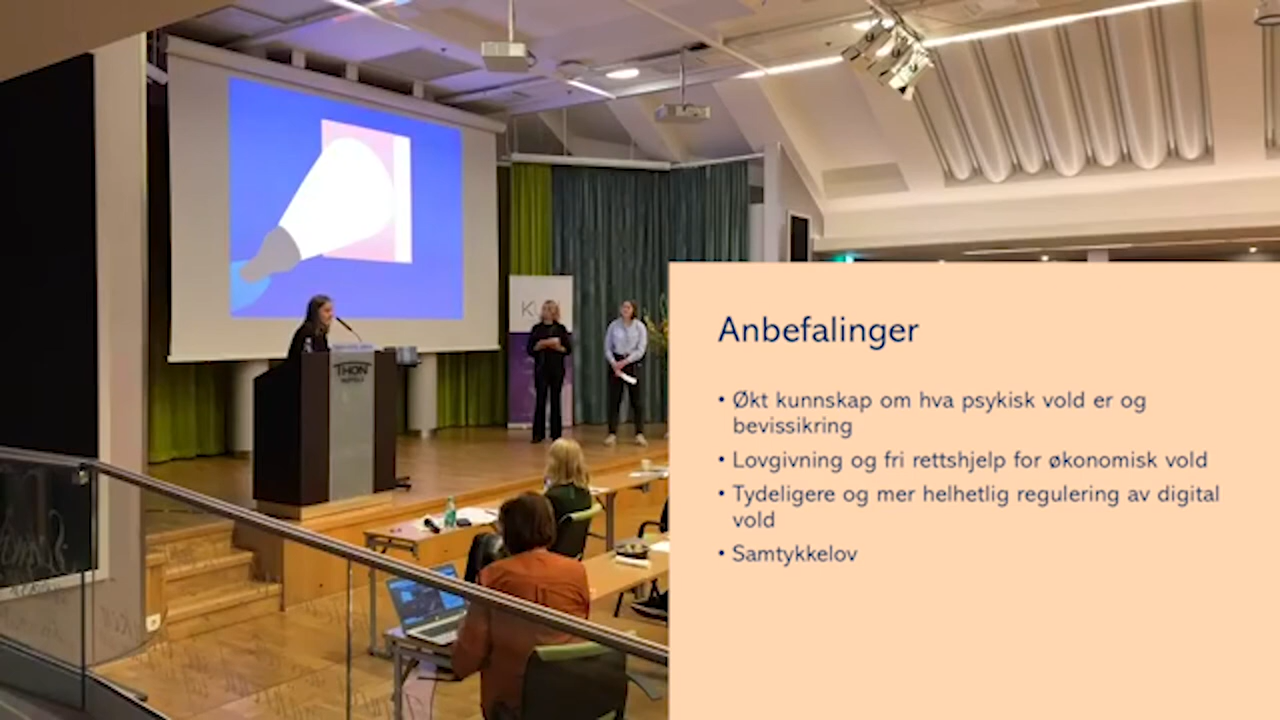 THON
HOTELS
Anbefalinger
• Økt kunnskap om hva psykisk vold er og
bevissikring
• Lovgivning og fri rettshjelp for økonomisk vold
• Tydeligere og mer helhetlig regulering av digital
vold
• Samtykkelov